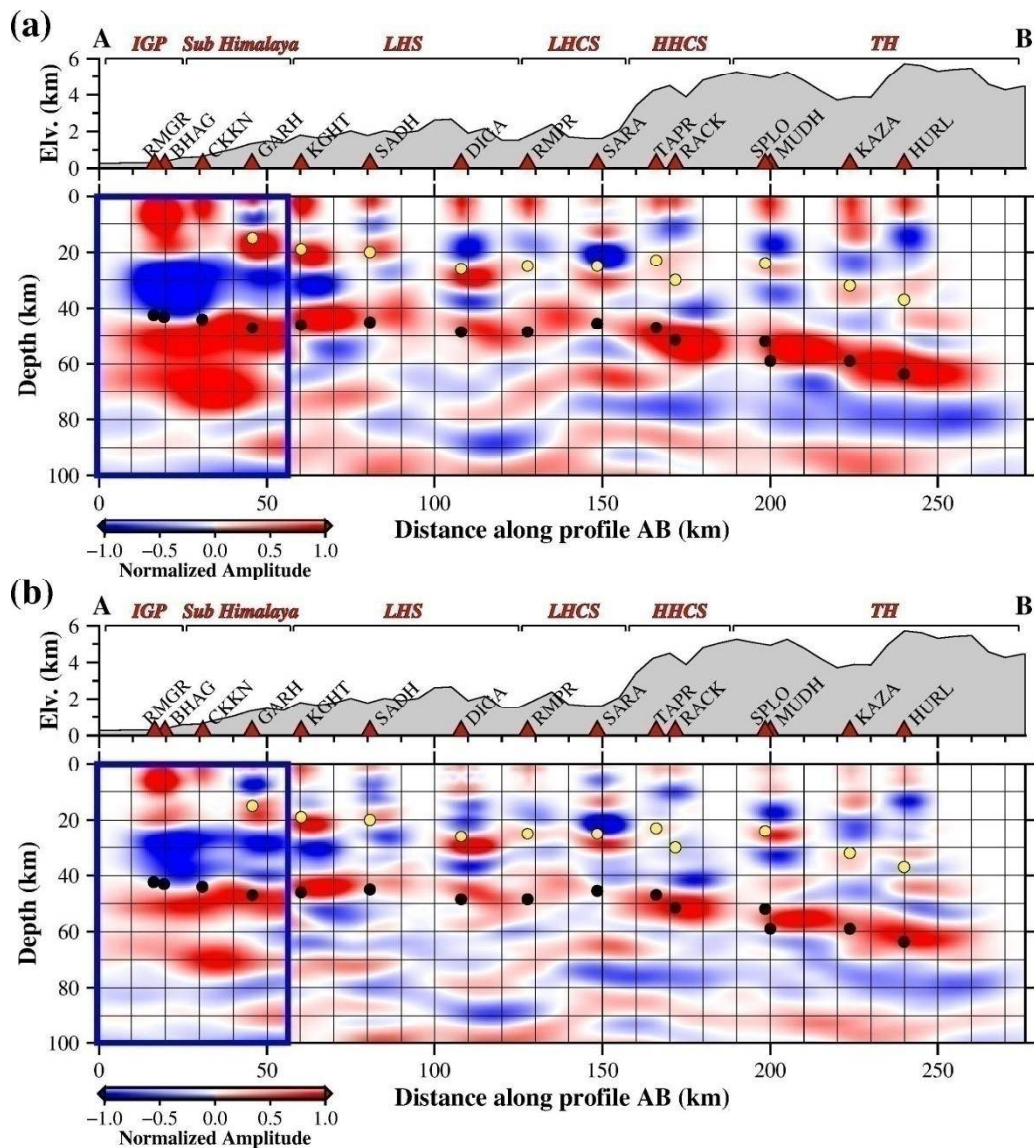 (a)
A IGP Sub Himalaya LHS LHCS HHCS TH B
Elv. (km)
6
4
2
0
RMGR BHAG CKKN GARH KGHT SADH DIGA RMPR SARA TAPR RACK SPLO MUDH KAZA HURL
Depth (km)
0
20
40
60
80
100
0 50 100 150 200 250
Distance along profile AB (km)
−1.0 −0.5 0.0 0.5 1.0
Normalized Amplitude
(b)
A IGP Sub Himalaya LHS LHCS HHCS TH B
Elv. (km)
6
4
2
0
RMGR BHAG CKKN GARH KGHT SADH DIGA RMPR SARA TAPR RACK SPLO MUDH KAZA HURL
Depth (km)
0
20
40
60
80
100
0 50 100 150 200 250
Distance along profile AB (km)
−1.0 −0.5 0.0 0.5 1.0
Normalized Amplitude